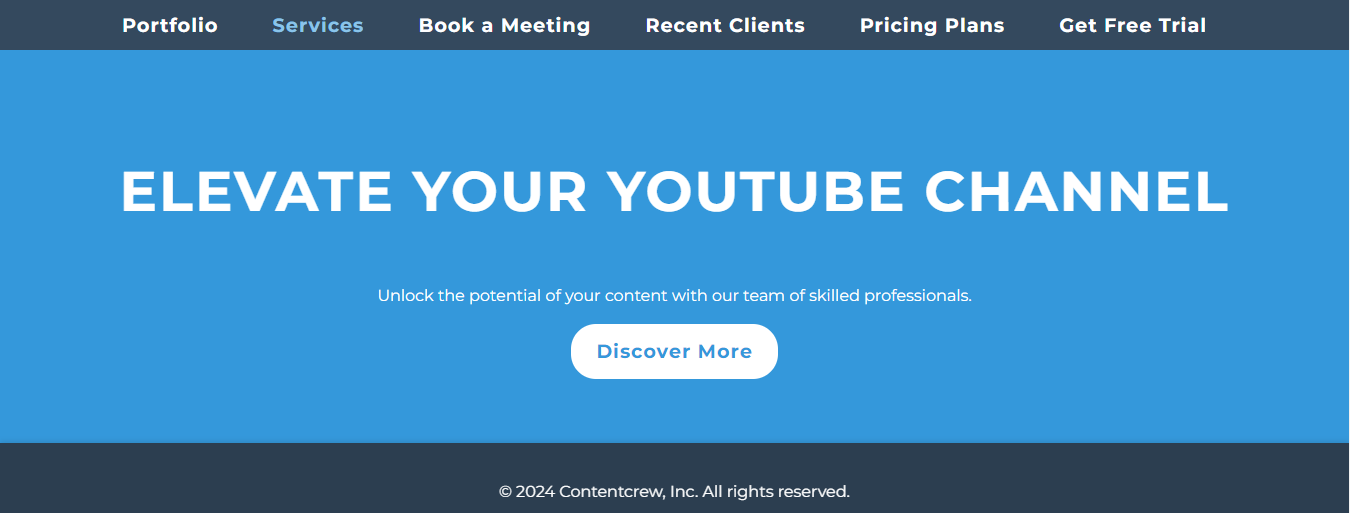 Portfolio Services Book a Meeting Recent Clients Pricing Plans Get Free Trial
ELEVATE YOUR YOUTUBE CHANNEL
Unlock the potential of your content with our team of skilled professionals.
Discover More
© 2024 Contentcrew, Inc. All rights reserved.